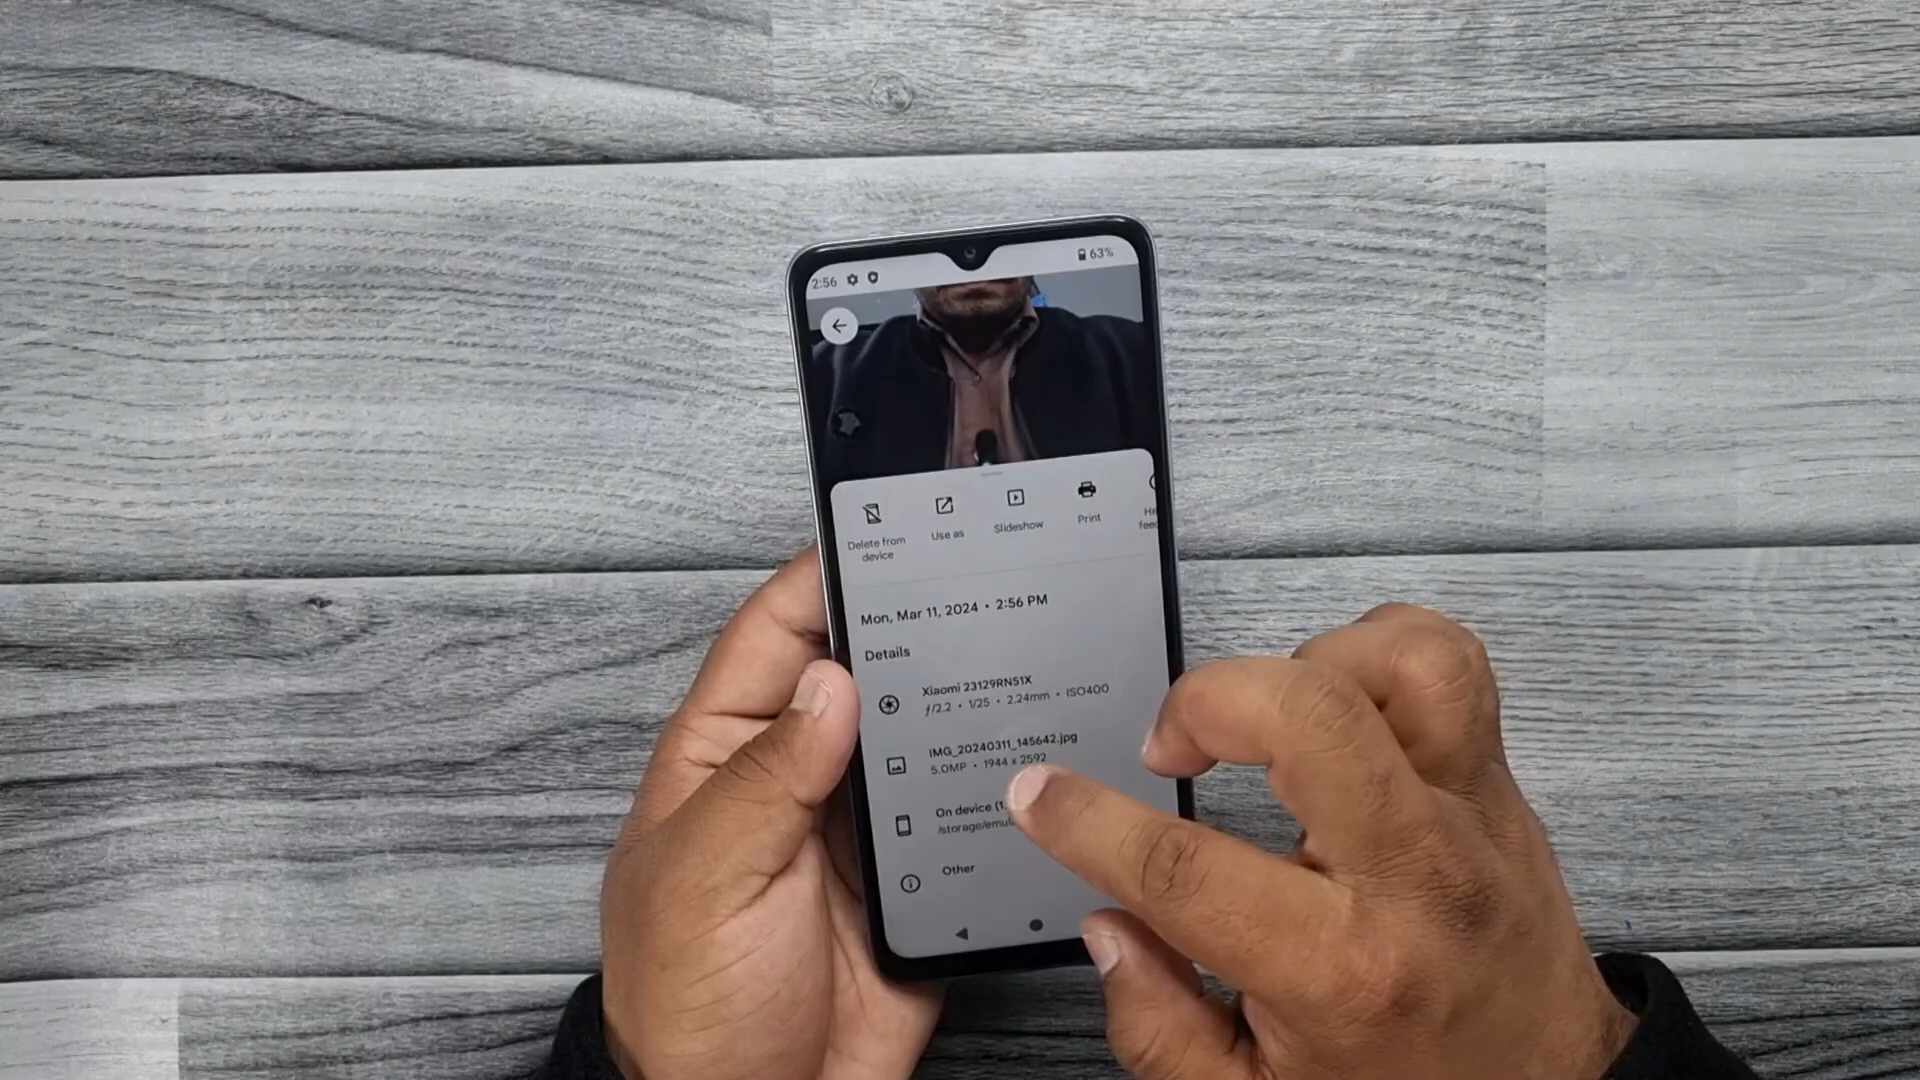 2:56
63%
Delete from
device
Use as
Slideshow
Print
Mon, Mar 11, 2024 • 2:56 PM
Details
Xiaomi 23129RN51X
ƒ/2.2 • 1/25 • 2.24mm • ISO400
IMG_20240311_145642.jpg
5.0MP • 1944 x 2592
On device
Other